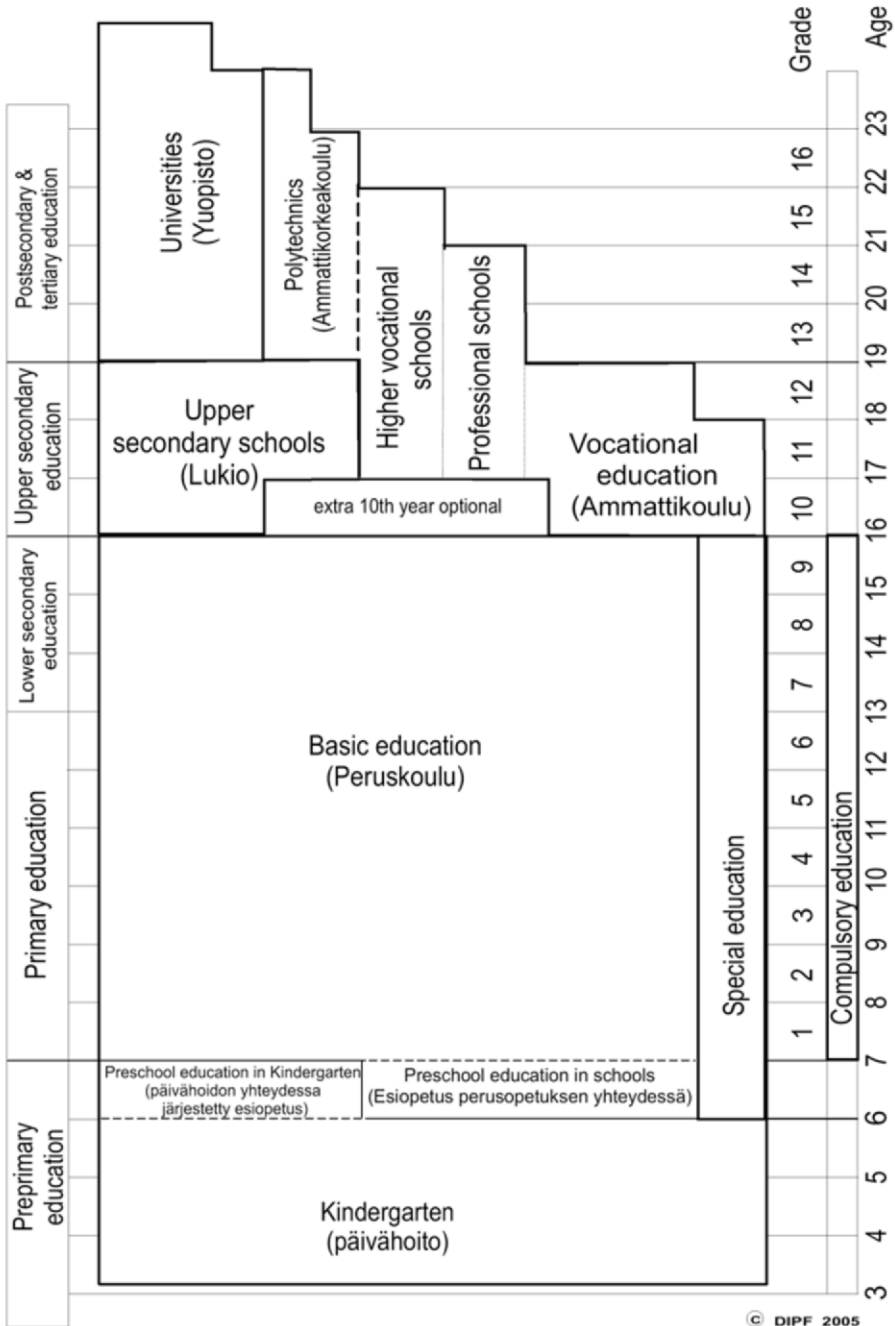 Grade
Age
Postsecondary &
tertiary education
Universities
(Yuopisto)
Polytechnics
(Ammattikorkeakoulu)
Higher vocational
schools
Professional schools
23
16
22
15
21
14
20
13
19
Upper secondary
education
Upper
secondary schools
(Lukio)
extra 10th year optional
Vocational
education
(Ammattikoulu)
12
18
11
17
10
16
Lower secondary
education
9
15
8
14
7
13
Primary education
Basic education
(Peruskoulu)
Special education
Compulsory education
6
12
5
11
4
10
3
9
2
8
1
7
Preprimary
education
Preschool education in Kindergarten
(päivähoidon yhteydessa
järjestetty esiopetus)
Preschool education in schools
(Esiopetus perusopetuksen yhteydessä)
6
5
Kindergarten
(päivähoito)
4
3
© DIPF 2005